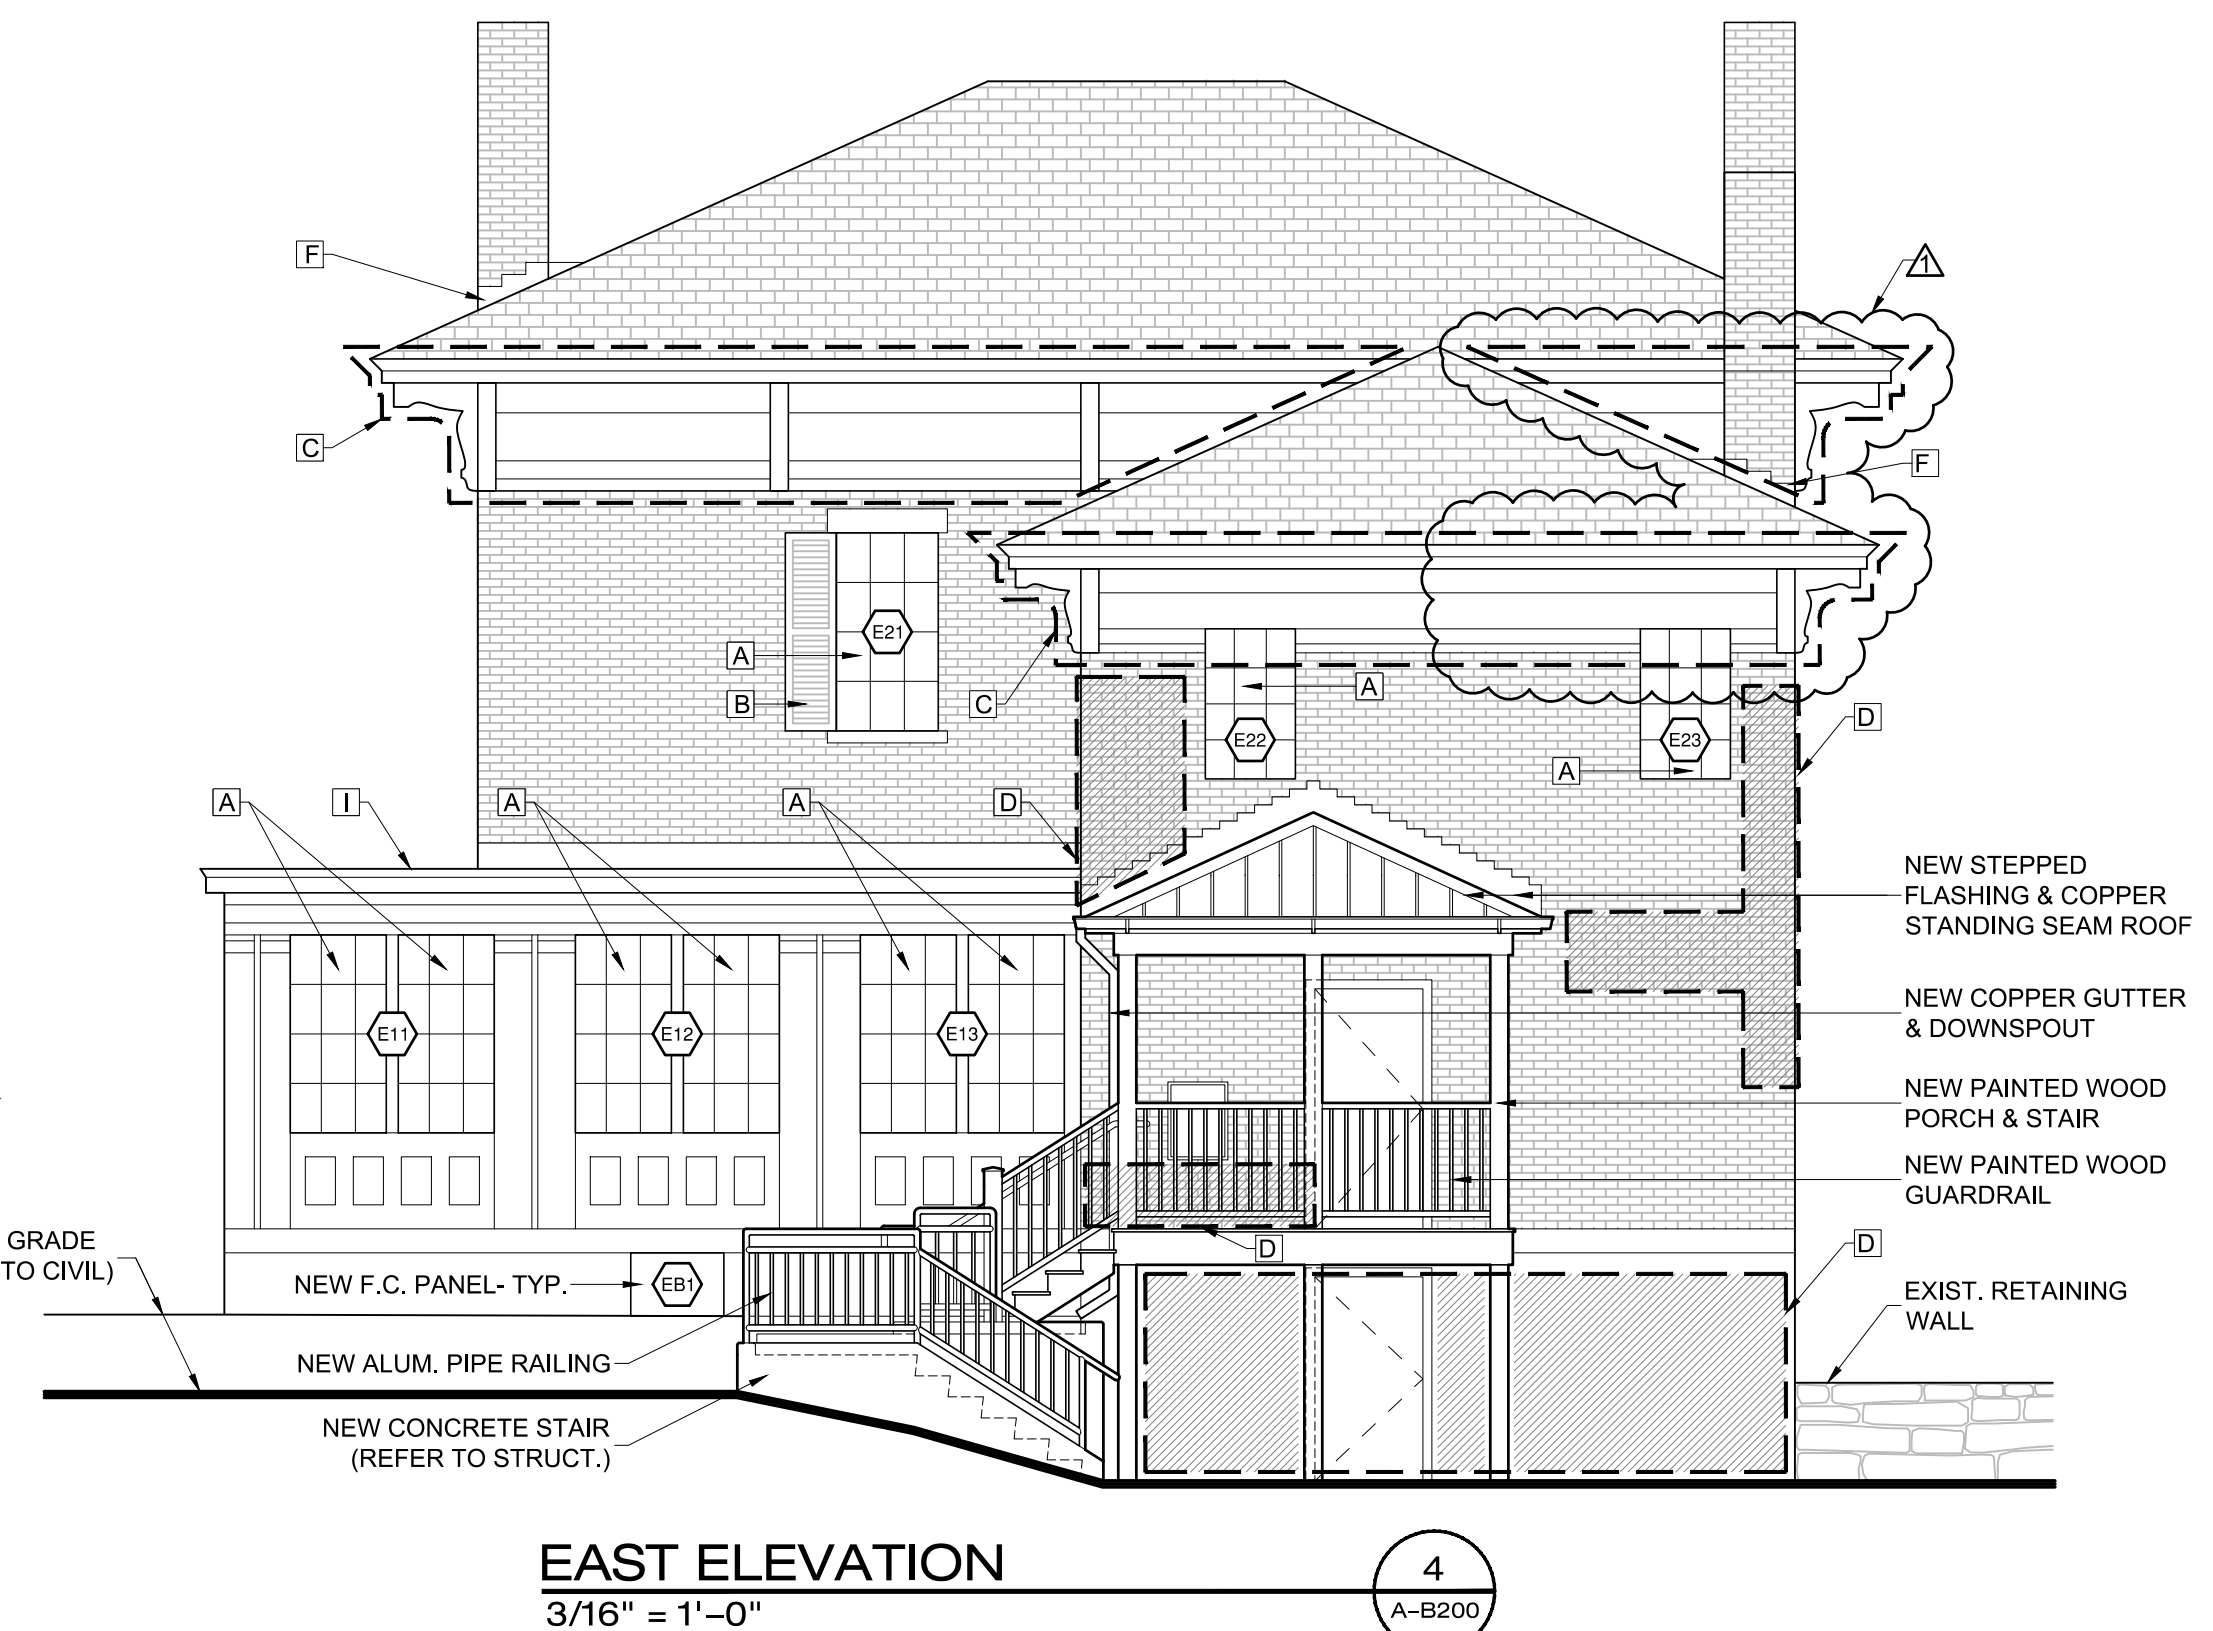 F
1
C
F
E21
A
B
C
A
E22
E23
D
A
A
I
A
A
D
NEW STEPPED
FLASHING & COPPER
STANDING SEAM ROOF
NEW COPPER GUTTER
& DOWNSPOUT
E11
E12
E13
NEW PAINTED WOOD
PORCH & STAIR
NEW PAINTED WOOD
GUARDRAIL
GRADE
TO CIVIL)
D
D
NEW F.C. PANEL- TYP.
EB1
EXIST. RETAINING
WALL
NEW ALUM. PIPE RAILING
NEW CONCRETE STAIR
(REFER TO STRUCT.)
EAST ELEVATION
3/16" = 1'-0"
4
A-B200